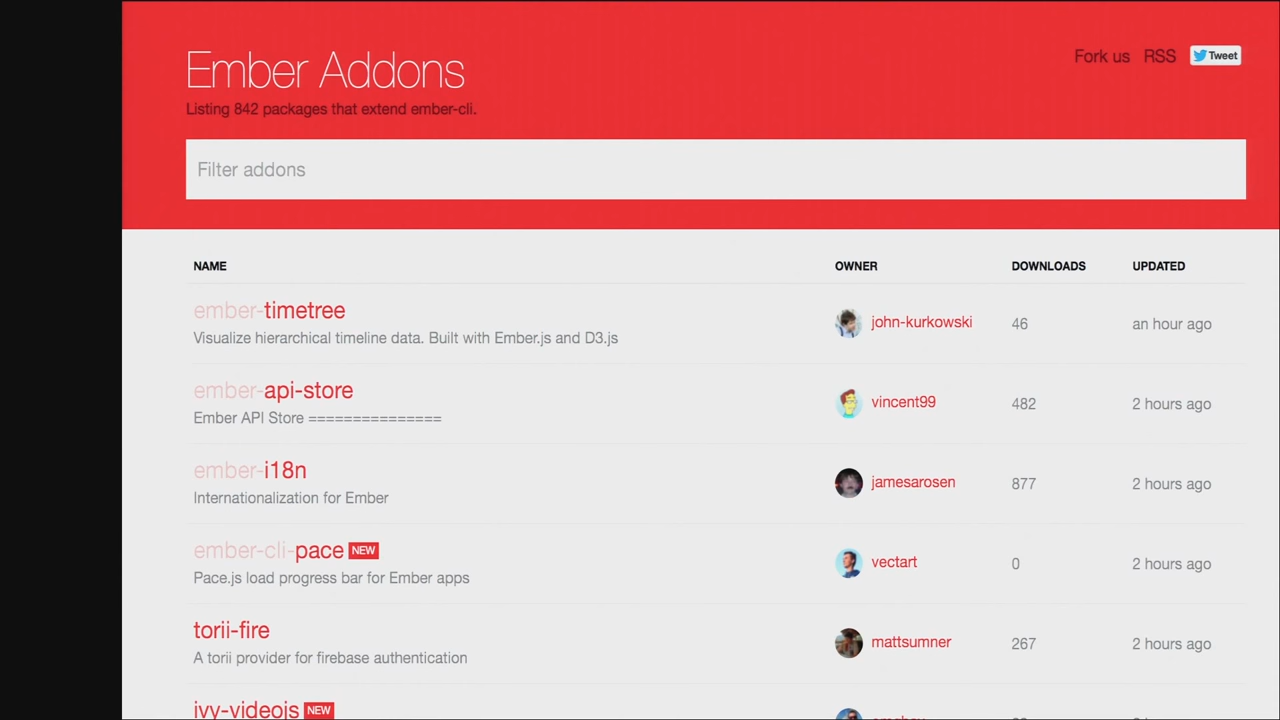 Ember Addons
Fork us RSS Tweet
Listing 842 packages that extend ember-cli.
Filter addons
NAME OWNER DOWNLOADS UPDATED
ember-timetree
Visualize hierarchical timeline data. Built with Ember.js and D3.js
john-kurkowski 46 an hour ago
ember-api-store
Ember API Store ===============
vincent99 482 2 hours ago
ember-i18n
Internationalization for Ember
jamesarosen 877 2 hours ago
ember-cli-pace NEW
Pace.js load progress bar for Ember apps
vectart 0 2 hours ago
torii-fire
A torii provider for firebase authentication
mattsumner 267 2 hours ago
ivy-videojs NEW